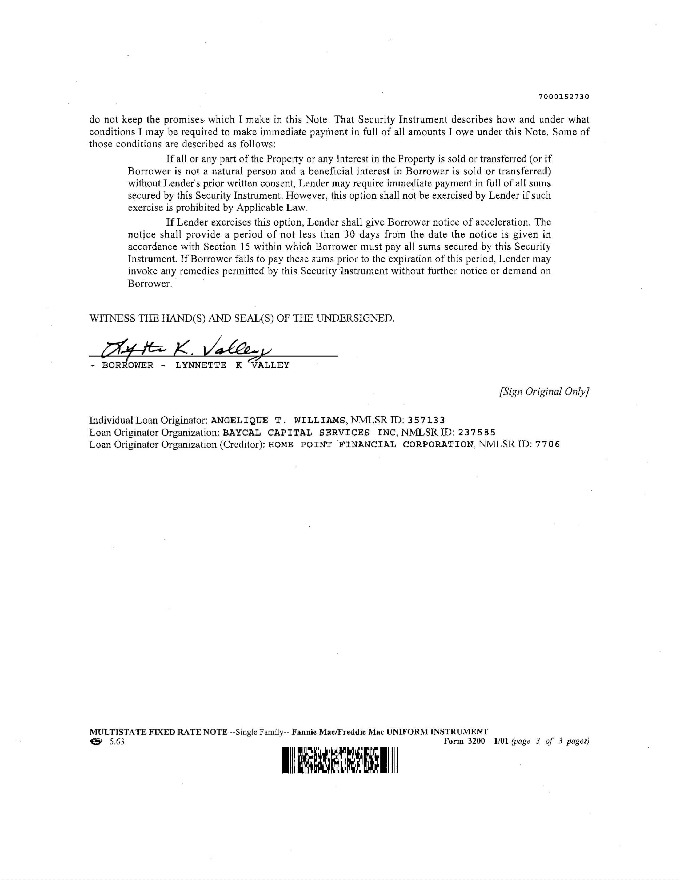 7000152730
do not keep the promises which I make in this Note. That Security Instrument describes how and under what
conditions I may be required to make immediate payment in full of all amounts I owe under this Note. Some of
those conditions are described as follows:
If all or any part of the Property or any Interest in the Property is sold or transferred (or if
Borrower is not a natural person and a beneficial interest in Borrower is sold or transferred)
without Lender's prior written consent, Lender may require immediate payment in full of all sums
secured by this Security Instrument. However, this option shall not be exercised by Lender if such
exercise is prohibited by Applicable Law.
If Lender exercises this option, Lender shall give Borrower notice of acceleration. The
notice shall provide a period of not less than 30 days from the date the notice is given in
accordance with Section 15 within which Borrower must pay all sums secured by this Security
Instrument. If Borrower fails to pay these sums prior to the expiration of this period, Lender may
invoke any remedies permitted by this Security Instrument without further notice or demand on
Borrower.
WITNESS THE HAND(S) AND SEAL(S) OF THE UNDERSIGNED.
K. Valley
- BORROWER - LYNNETTE K VALLEY
[Sign Original Only]
Individual Loan Originator: ANGELIQUE T. WILLIAMS, NMLSR ID: 357133
Loan Originator Organization: BAYCAL CAPITAL SERVICES INC, NMLSR ID: 237585
Loan Originator Organization (Creditor): HOME POINT FINANCIAL CORPORATION, NMLSR ID: 7706
MULTISTATE FIXED RATE NOTE --Single Family-- Fannie Mae/Freddie Mac UNIFORM INSTRUMENT
Form 3200 1/01 (page 3 of 3 pages)